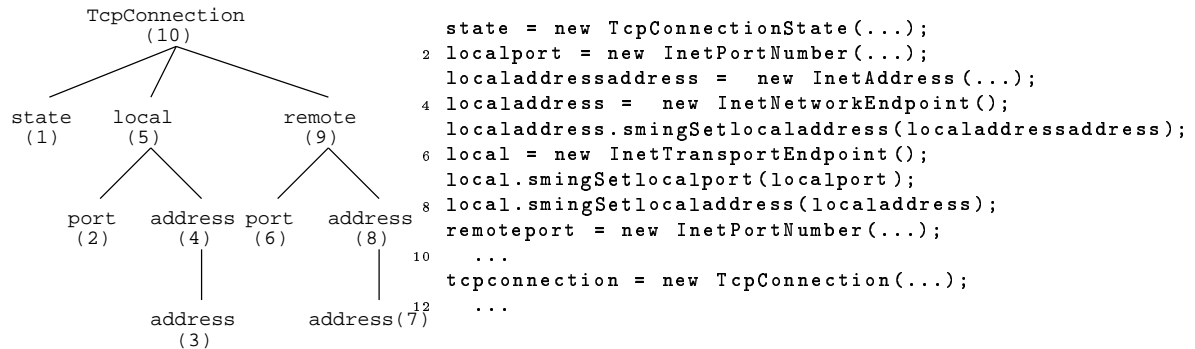 TcpConnection
(10)
state
(1)
local
(5)
remote
(9)
port
(2)
address
(4)
port
(6)
address
(8)
address
(3)
address(7)
state = new TcpConnectionState(...);
2 localport = new InetPortNumber(...);
localaddressaddress =  new InetAddress(...);
4 localaddress =  new InetNetworkEndpoint();
localaddress.smingSetlocaladdress(localaddressaddress);
6 local = new InetTransportEndpoint();
local.smingSetlocalport(localport);
8 local.smingSetlocaladdress(localaddress);
remoteport = new InetPortNumber(...);
10 ...
tcpconnection = new TcpConnection(...);
12 ...